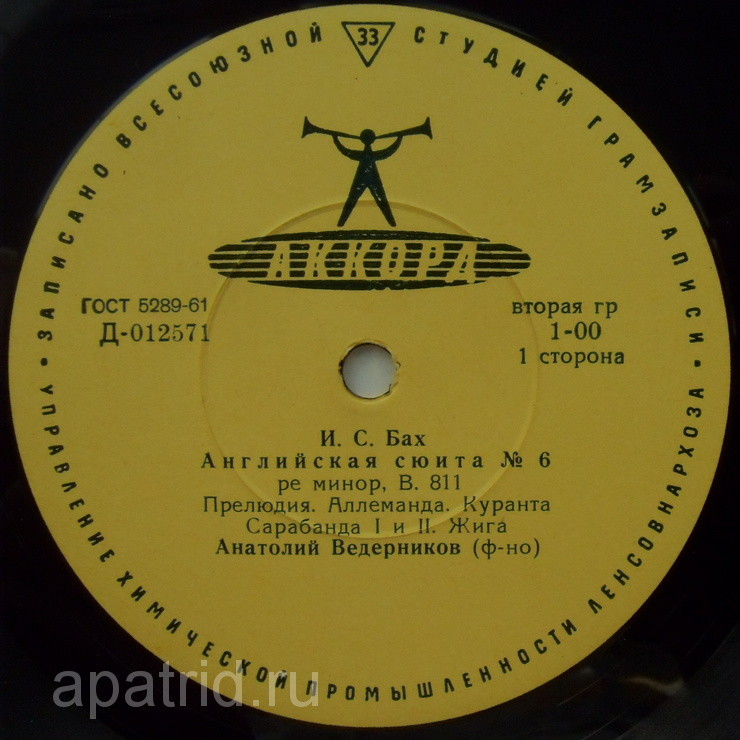 • ЗАПИСАНО ВСЕСОЮЗНОЙ 33 СТУДИЕЙ ГРАМЗАПИСИ •
АККОРД
ГОСТ 5289-61
Д-012571
вторая гр
1-00
1 сторона
И. С. Бах
Английская сюита № 6
ре минор, В. 811
Прелюдия. Аллеманда. Куранта
Сарабанда I и II. Жига
Анатолий Ведерников (ф-но)
УПРАВЛЕНИЕ ХИМИЧЕСКОЙ ПРОМЫШЛЕННОСТИ ЛЕНСОВНАРХОЗА
apatrid.ru